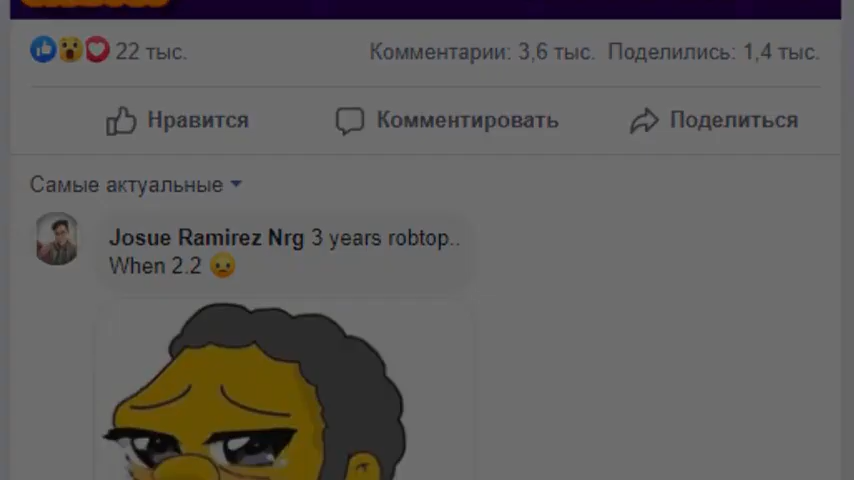 22 тыс.
Комментарии: 3,6 тыс. Поделились: 1,4 тыс.
Нравится
Комментировать
Поделиться
Самые актуальные
Josue Ramirez Nrg 3 years robtop..
When 2.2